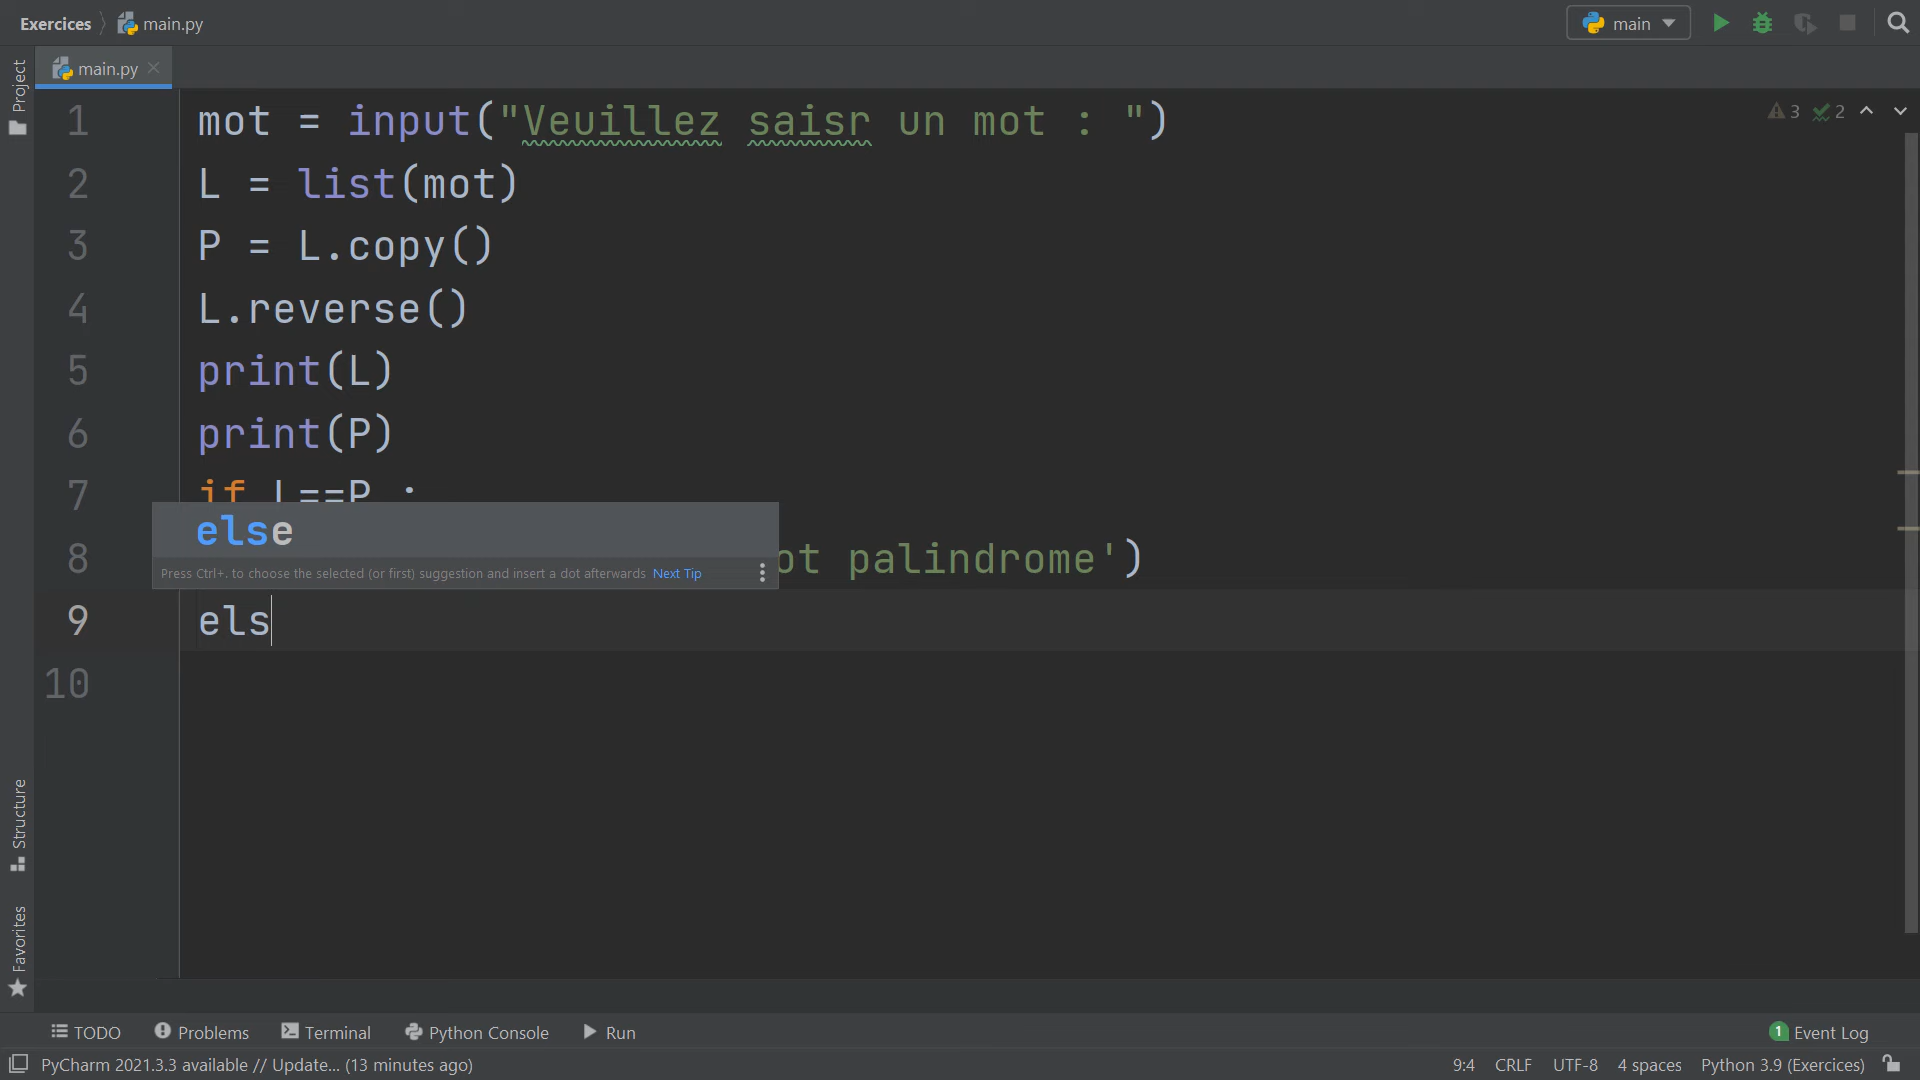 Exercices main.py main
main.py
Project
1 mot = input("Veuillez saisr un mot : ") 3 2
2 L = list(mot)
3 P = L.copy()
4 L.reverse()
5 print(L)
6 print(P)
7 if L==P :
else
8 ot palindrome')
Press Ctrl+. to choose the selected (or first) suggestion and insert a dot afterwards Next Tip
9 els
10
Structure
Favorites
TODO Problems Terminal Python Console Run 1 Event Log
PyCharm 2021.3.3 available // Update... (13 minutes ago) 9:4 CRLF UTF-8 4 spaces Python 3.9 (Exercices)